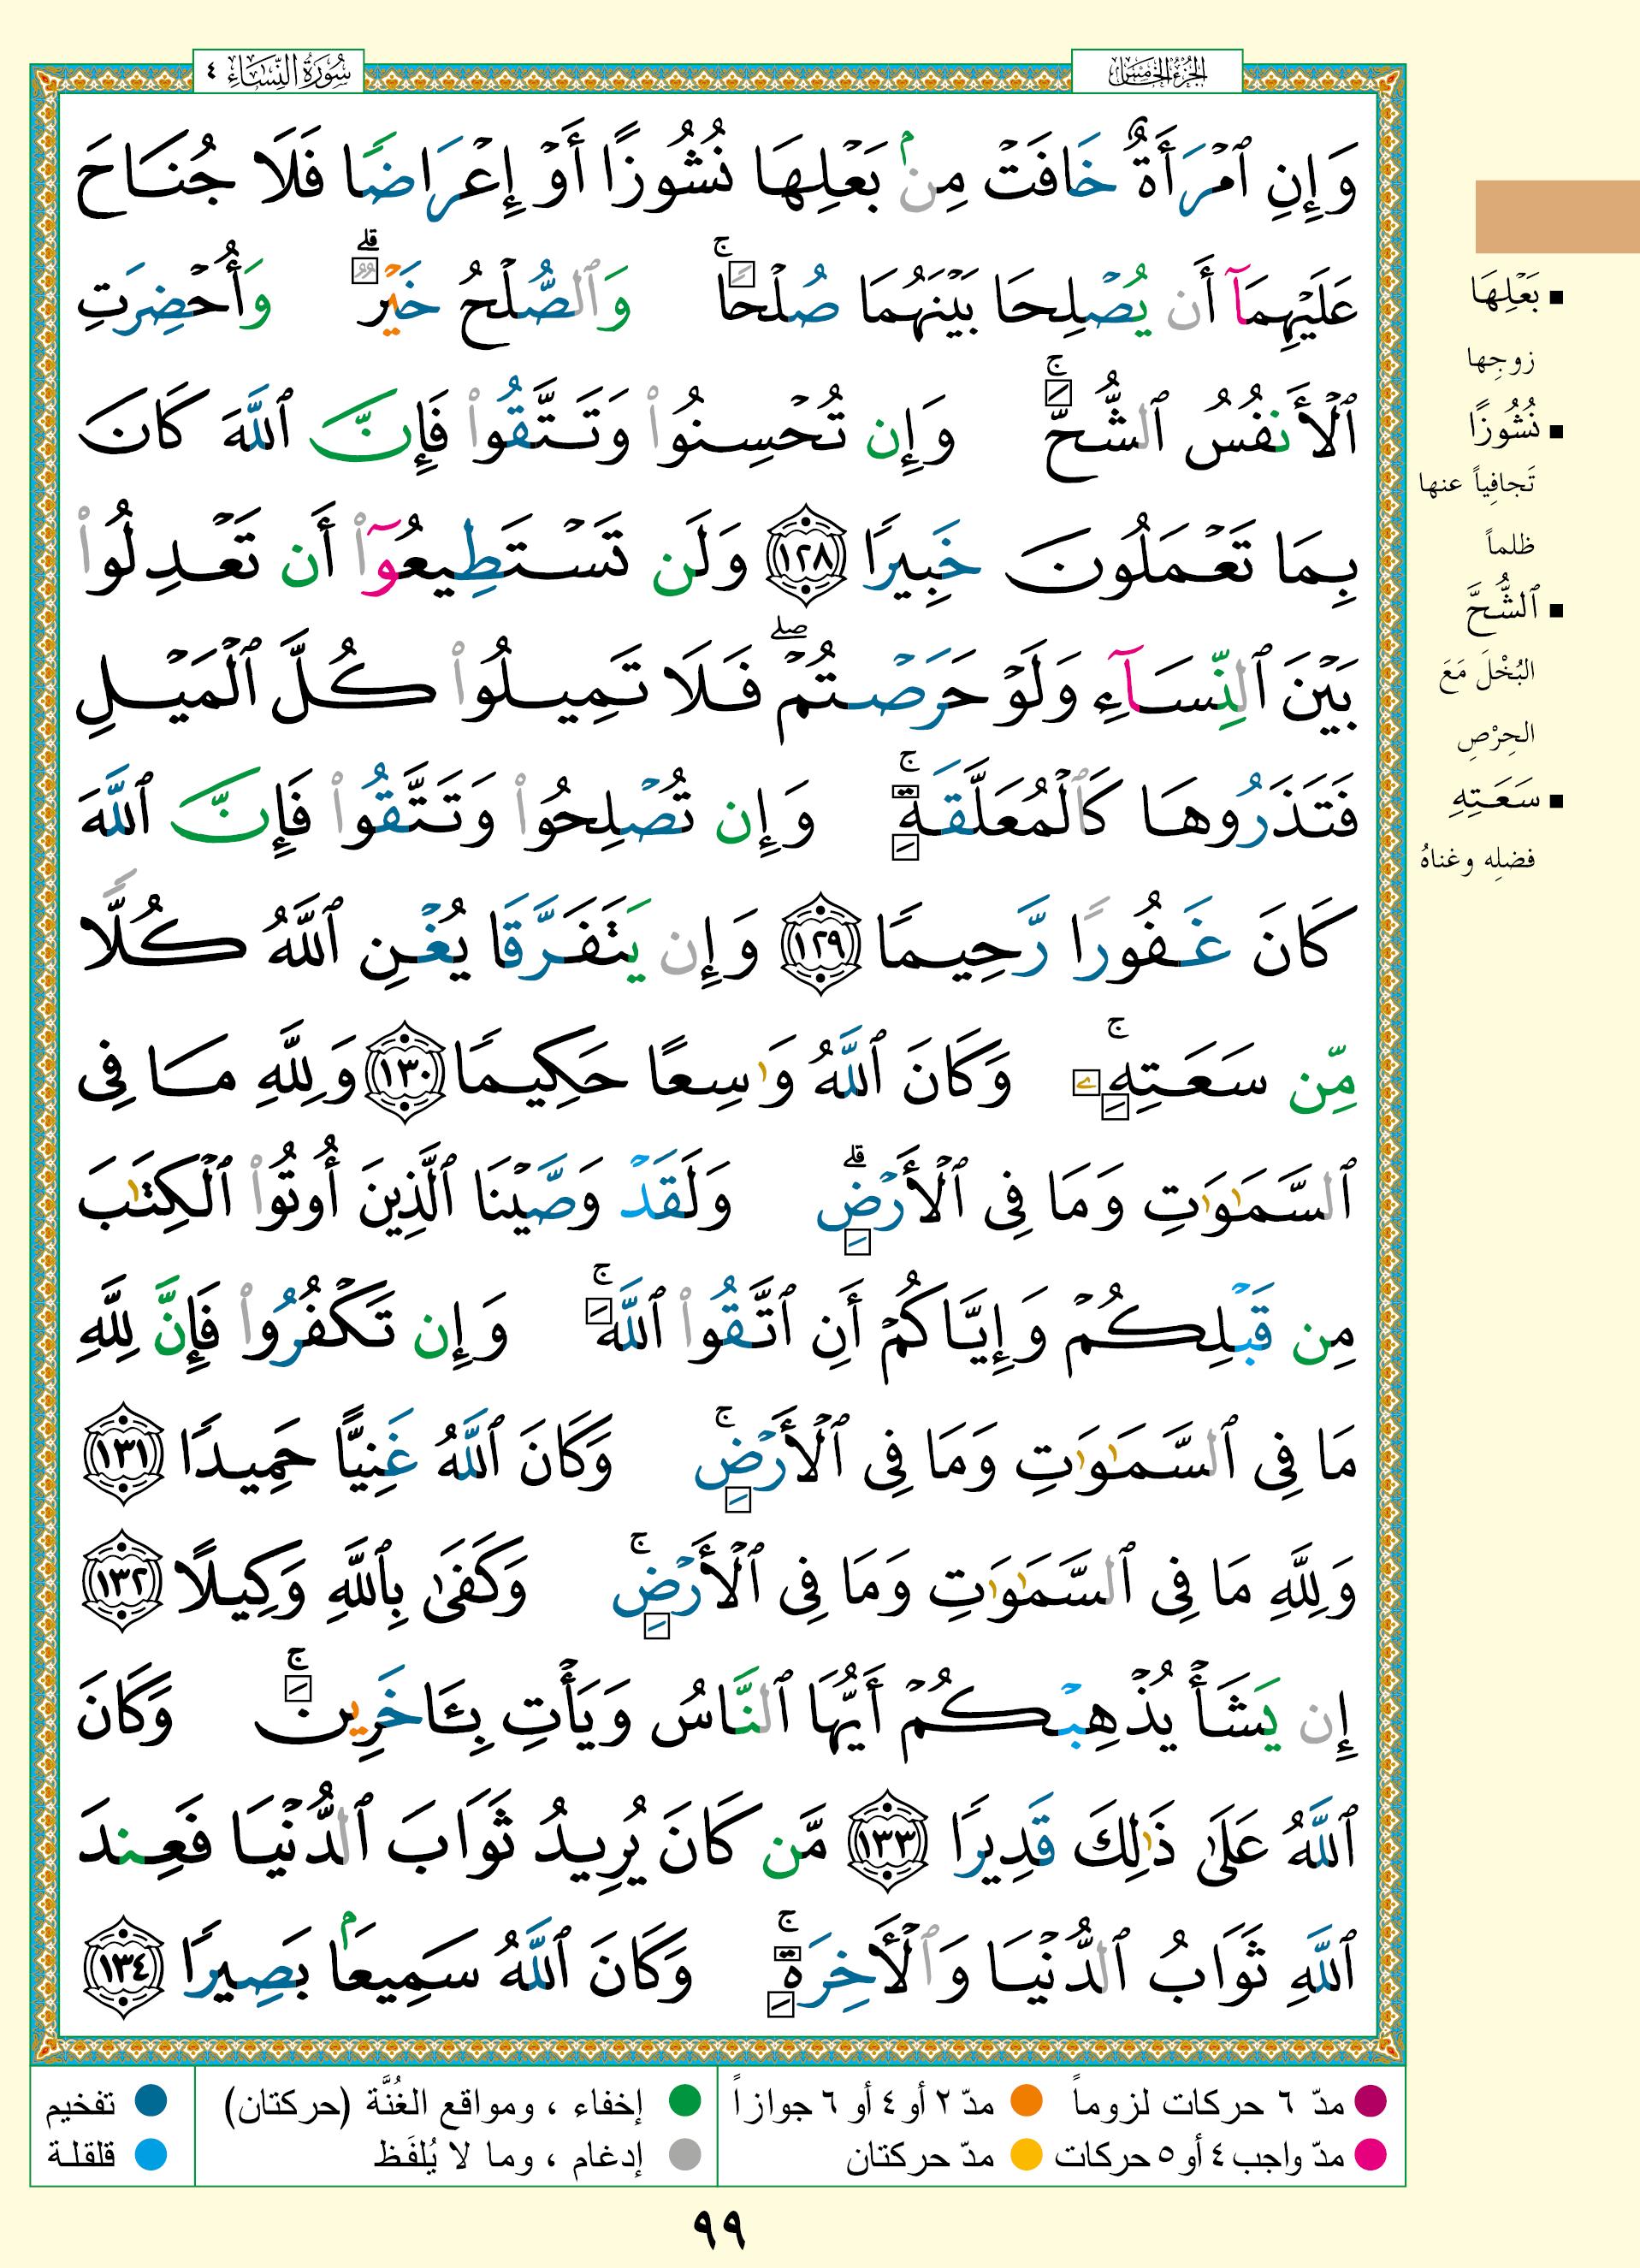 الجزء الخامس
سورة النساء ٤
وَإِنِ ٱمۡرَأَةٌ خَافَتۡ مِنۢ بَعۡلِهَا نُشُوزًا أَوۡ إِعۡرَاضٗا فَلَا جُنَاحَ
عَلَيۡهِمَآ أَن يُصۡلِحَا بَيۡنَهُمَا صُلۡحٗاۚ وَٱلصُّلۡحُ خَيۡرٞۗ وَأُحۡضِرَتِ
ٱلۡأَنفُسُ ٱلشُّحَّۚ وَإِن تُحۡسِنُواْ وَتَتَّقُواْ فَإِنَّ ٱللَّهَ كَانَ
بِمَا تَعۡمَلُونَ خَبِيرٗا ١٢٨ وَلَن تَسۡتَطِيعُوٓاْ أَن تَعۡدِلُواْ
بَيۡنَ ٱلنِّسَآءِ وَلَوۡ حَرَصۡتُمۡۖ فَلَا تَمِيلُواْ كُلَّ ٱلۡمَيۡلِ
فَتَذَرُوهَا كَٱلۡمُعَلَّقَةِۚ وَإِن تُصۡلِحُواْ وَتَتَّقُواْ فَإِنَّ ٱللَّهَ
كَانَ غَفُورٗا رَّحِيمٗا ١٢٩ وَإِن يَتَفَرَّقَا يُغۡنِ ٱللَّهُ كُلّٗا
مِّن سَعَتِهِۦۚ وَكَانَ ٱللَّهُ وَٰسِعًا حَكِيمٗا ١٣٠ وَلِلَّهِ مَا فِي
ٱلسَّمَٰوَٰتِ وَمَا فِي ٱلۡأَرۡضِۗ وَلَقَدۡ وَصَّيۡنَا ٱلَّذِينَ أُوتُواْ ٱلۡكِتَٰبَ
مِن قَبۡلِكُمۡ وَإِيَّاكُمۡ أَنِ ٱتَّقُواْ ٱللَّهَۚ وَإِن تَكۡفُرُواْ فَإِنَّ لِلَّهِ
مَا فِي ٱلسَّمَٰوَٰتِ وَمَا فِي ٱلۡأَرۡضِۚ وَكَانَ ٱللَّهُ غَنِيًّا حَمِيدٗا ١٣١
وَلِلَّهِ مَا فِي ٱلسَّمَٰوَٰتِ وَمَا فِي ٱلۡأَرۡضِۚ وَكَفَىٰ بِٱللَّهِ وَكِيلًا ١٣٢
إِن يَشَأۡ يُذۡهِبۡكُمۡ أَيُّهَا ٱلنَّاسُ وَيَأۡتِ بِـَٔاخَرِينَۚ وَكَانَ
ٱللَّهُ عَلَىٰ ذَٰلِكَ قَدِيرٗا ١٣٣ مَّن كَانَ يُرِيدُ ثَوَابَ ٱلدُّنۡيَا فَعِندَ
ٱللَّهِ ثَوَابُ ٱلدُّنۡيَا وَٱلۡأٓخِرَةِۚ وَكَانَ ٱللَّهُ سَمِيعَۢا بَصِيرٗا ١٣٤
■ بَعۡلِهَا
زوجِها
■ نُشُوزًا
تَجافِياً عنها
ظلماً
■ ٱلشُّحَّ
البُخْلَ مَعَ
الحِرْصِ
■ سَعَتِهِ
فضلِه وغناهُ
مدّ ٦ حركات لزوماً
مدّ ٢ أو ٤ أو ٦ جوازاً
مدّ واجب ٤ أو ٥ حركات
مدّ حركتان
إخفاء ، ومواقع الغُنَّة (حركتان)
إدغام ، وما لا يُلفَظ
تفخيم
قلقلة
٩٩